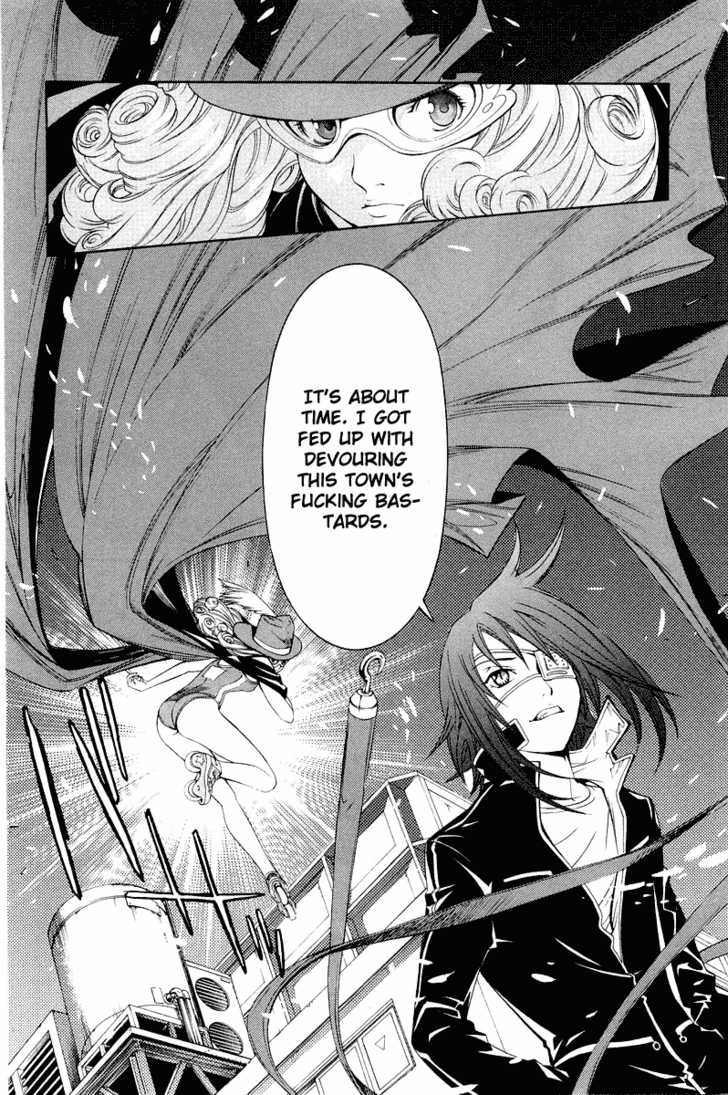 IT'S ABOUT
TIME. I GOT
FED UP WITH
DEVOURING
THIS TOWN'S
FUCKING BAS-
TARDS.